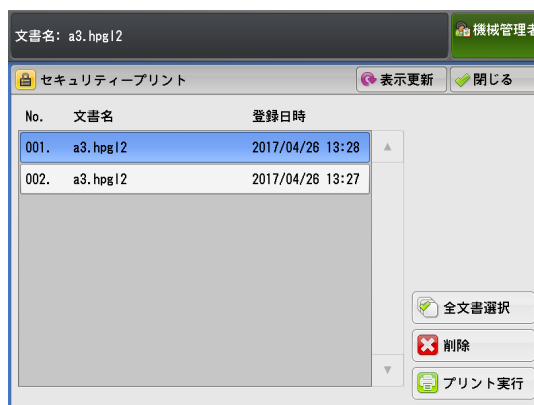 文書名: a3.hpgl2
機械管理者
セキュリティープリント
表示更新
閉じる
No. 文書名 登録日時
001. a3.hpgl2 2017/04/26 13:28
002. a3.hpgl2 2017/04/26 13:27
全文書選択
削除
プリント実行